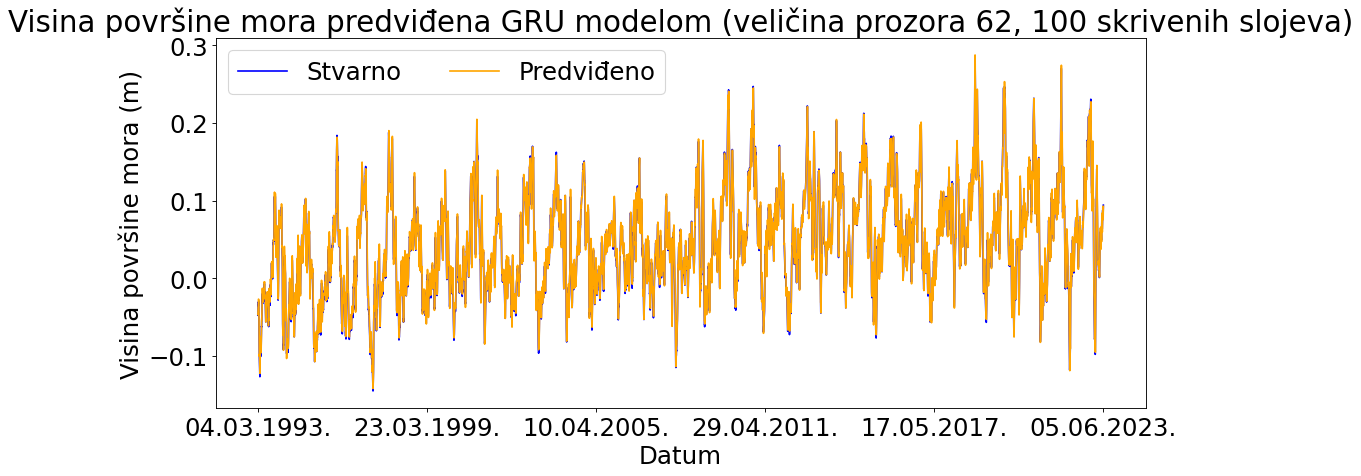 Visina površine mora predviđena GRU modelom (veličina prozora 62, 100 skrivenih slojeva)
Stvarno Predviđeno
Visina površine mora (m)
0.3
0.2
0.1
0.0
−0.1
04.03.1993. 23.03.1999. 10.04.2005. 29.04.2011. 17.05.2017. 05.06.2023.
Datum